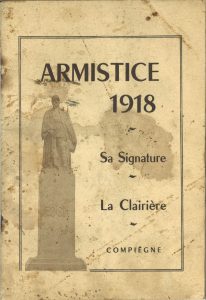 ARMISTICE
1918
Sa Signature
La Clairière
COMPIÈGNE